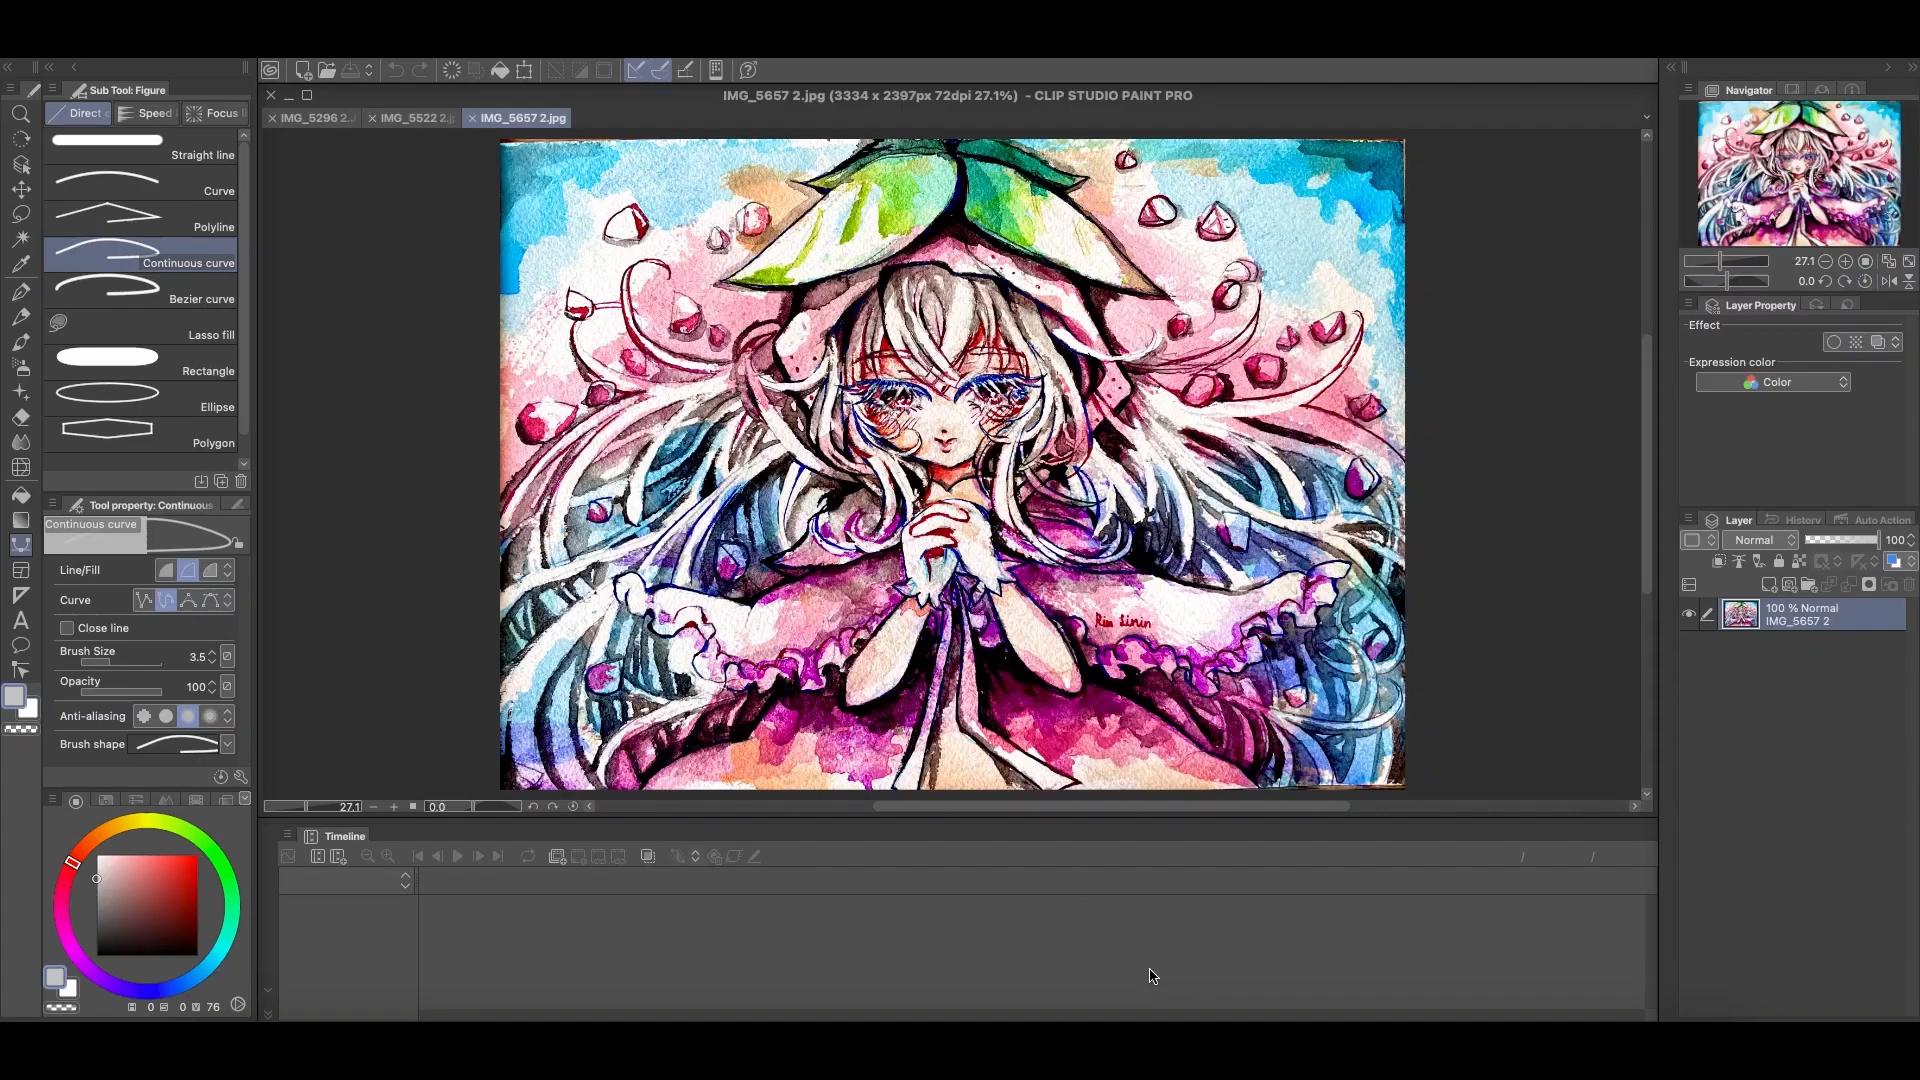 Sub Tool: Figure
Direct
Speed
Focus
Straight line
Curve
Polyline
Continuous curve
Bezier curve
Lasso fill
Rectangle
Ellipse
Polygon
Tool property: Continuous
Continuous curve
Line/Fill
Curve
Close line
Brush Size
3.5
Opacity
100
Anti-aliasing
Brush shape
0 0 76
IMG_5657 2.jpg (3334 x 2397px 72dpi 27.1%) - CLIP STUDIO PAINT PRO
IMG_5296 2..
IMG_5522 2.j
IMG_5657 2.jpg
Rin Linin
27.1
0.0
Timeline
/ /
Navigator
27.1
0.0
Layer Property
Effect
Expression color
Color
Layer
History
Auto Action
Normal
100
100 % Normal
IMG_5657 2